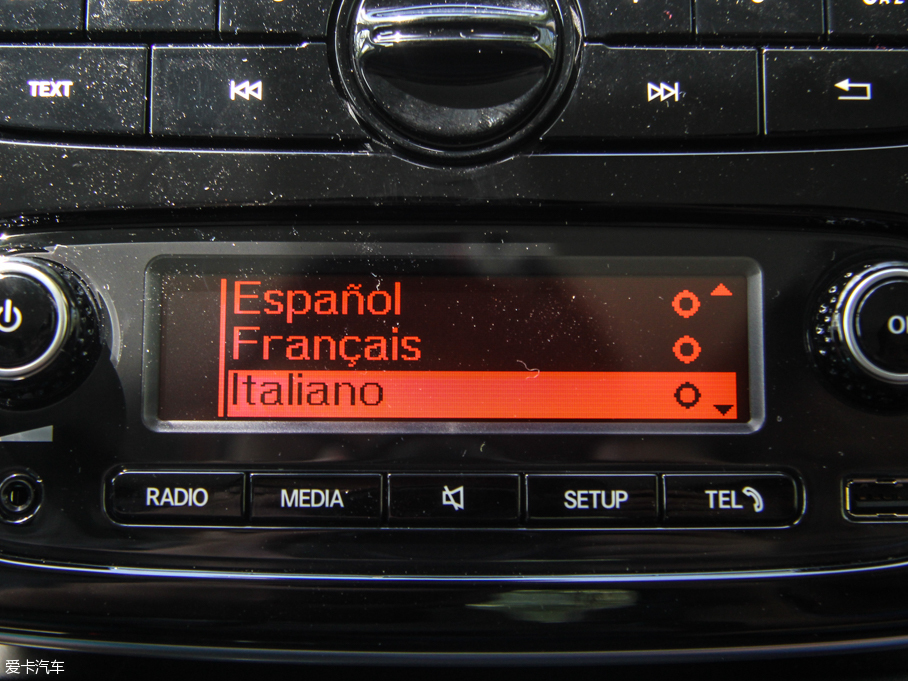 TEXT
Español
Français
Italiano
RADIO
MEDIA
SETUP
TEL
爱卡汽车